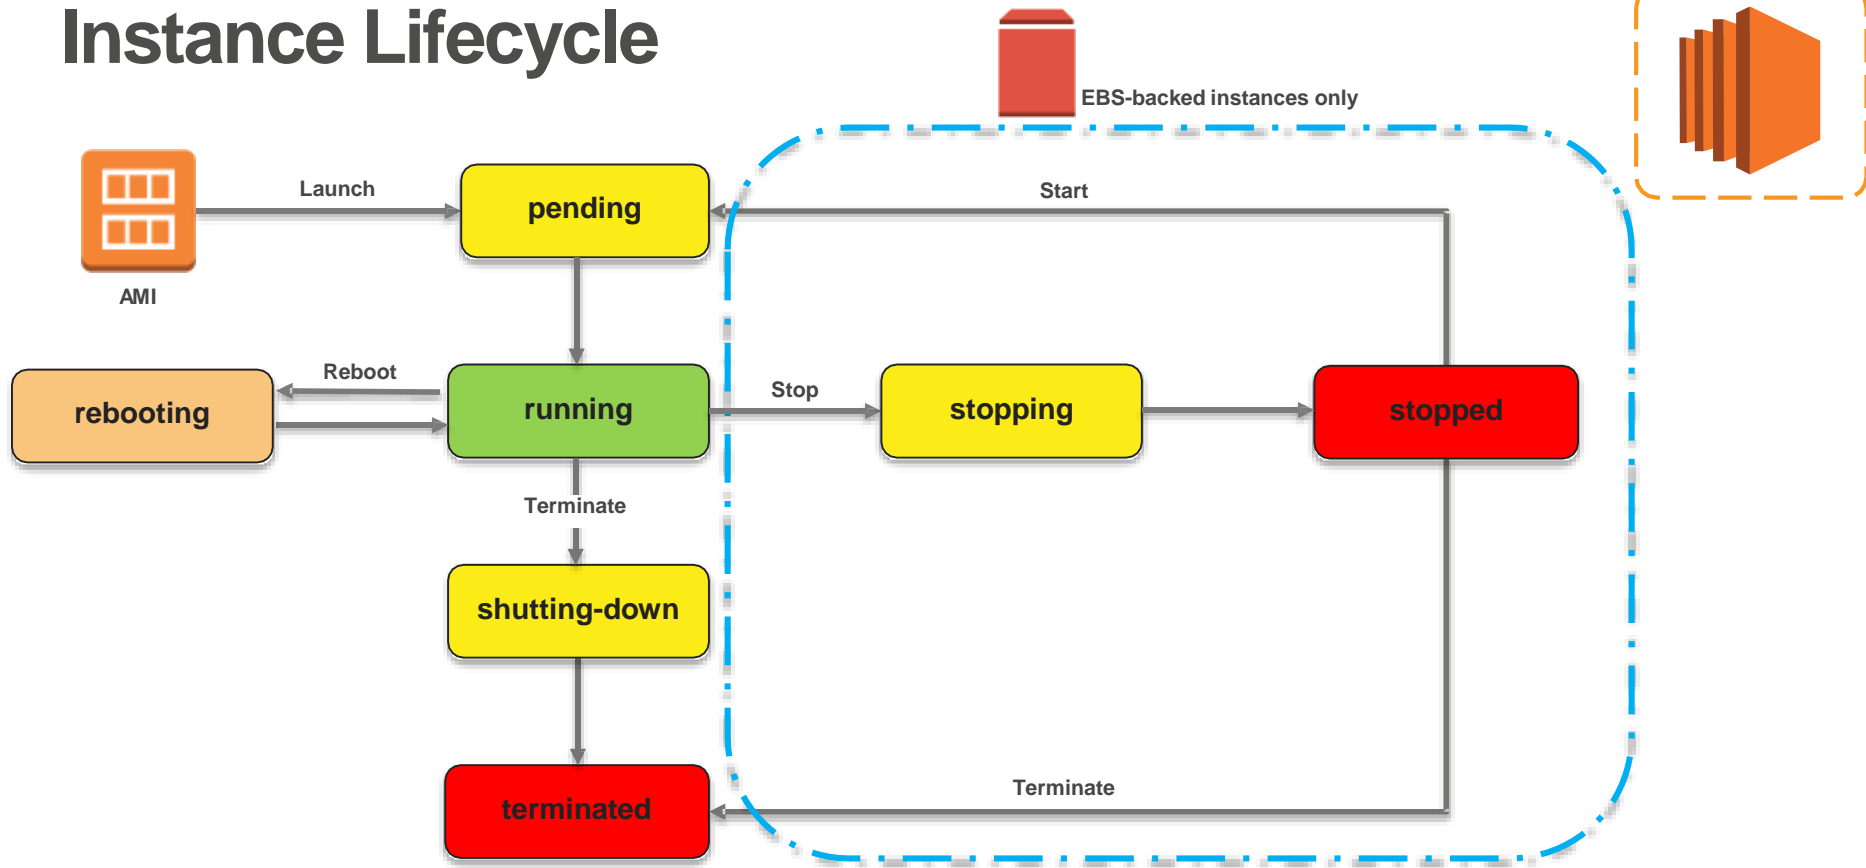 Instance Lifecycle
EBS-backed instances only
Launch
pending
Start
AMI
Reboot
rebooting
running
Stop
stopping
stopped
Terminate
shutting-down
Terminate
terminated